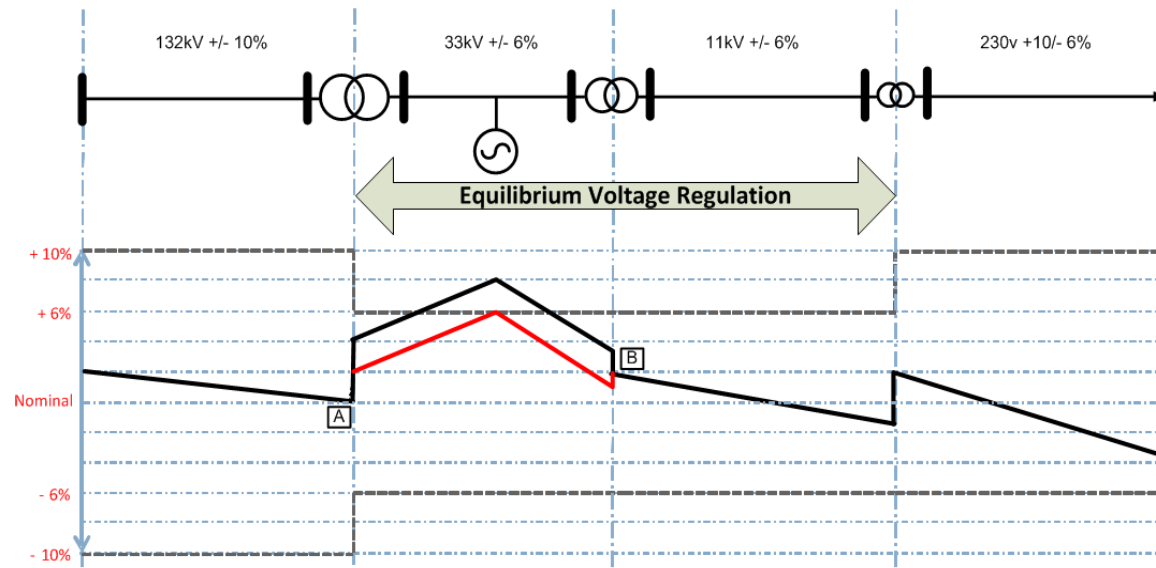 132kV +/- 10%
33kV +/- 6%
11kV +/- 6%
230v +10/- 6%
Equilibrium Voltage Regulation
+ 10%
+ 6%
B
Nominal
A
- 6%
- 10%